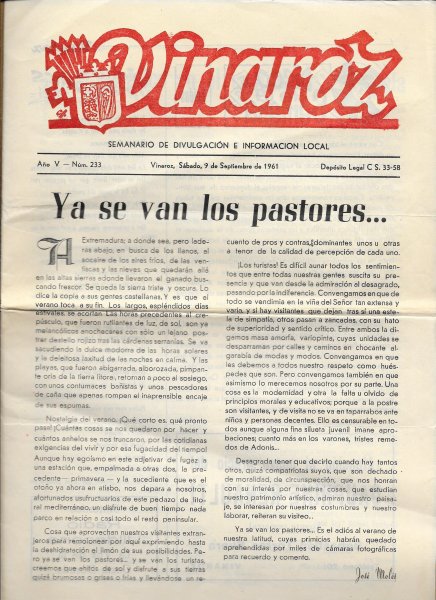 Vinaroz
SEMANARIO DE DIVULGACIÓN E INFORMACION LOCAL
Año V — Núm. 233
Vinaroz, Sábado, 9 de Septiembre de 1961
Depósito Legal C S. 33-58
Ya se van los pastores...
A Extremadura; a donde sea, pero lade-
ras abajo, en busca de los llanos, al
socaire de los aires fríos, de las ven-
tiscas y las nieves que quedarán allá
en las altas sierras donde llevaron el ganado bus-
cando frescor. Se queda la sierra triste y oscura. Lo
dice la copla a sus gentes castellanas. Y es que el
verano toca a su fin. Los largos, espléndidos días
estivales, se acortan. Las horas precedentes al cre-
púsculo, que fueron rutilantes de luz, de sol, son ya
melancólicos anocheceres con sólo un lejano pos-
trer destello rojizo tras las cárdenas serranías. Se va
sacudiendo la dulce modorra de las horas solares
y la deleitosa laxitud de las noches en calma. Y las
playas, que fueron abigarrada, alborozada, pimpan-
te orla de la tierra litora, retornan a poco el sosiego,
con unos contumaces bañistas y unos pescadores
de caña que apenas rompen el inaprensible encaje
de sus espumas.
Nostalgia del verano. ¡Qué corto es, qué pronto
pasa! ¡Cuántas cosas se nos quedaron por hacer y
cuántos anhelos se nos truncaron, por las cotidianas
exigencias del vivir y por esa fugacidad del tiempo!
Aunque hay egoísmo en este adjetivar de fugaz a
una estación que, empalmada a otras dos, la pre-
cedente — primavera — y la sucediente que es el
otoño ya ahora en atisbo, nos depara a nosotros,
afortunados usufructuarios de este pedazo de lito-
ral mediterráneo, un disfrute de buen tiempo nada
parco en relación a casi todo el resto peninsular.
Cosa que aprovechan nuestros visitantes extran-
jeros para remolonear por aquí exprimiendo hasta
la deshidratación el limón de sus posibilidades. Pe-
ro ya se van los pastores... y se van los turistas,
creemos que ahítos de sol y disfrute a sus tierras
quizá brumosas o grises o frías y llevándose un re-
cuento de pros y contras, dominantes unos u otras
a tenor de la calidad de percepción de cada uno.
¡Los turistas! Es difícil aunar todos los sentimien-
tos que entre todas nuestras gentes suscita su pre-
sencia y que van desde la admiración al desagrado,
pasando por la indiferencia. Convengamos en que de
todo se vendimia en la viña del Señor tan extensa y
varia, y si hay visitantes que dejan tras sí una este-
la de simpatía, otros pasan a zancadas, con su hato
de superioridad y sentido crítico. Entre ambos la di-
gamos masa amorfa, variopinta, cuyas unidades se
desparraman por calles y caminos en chocante
algarabía de modas y modos. Convengamos en que
les debemos a todos nuestro respeto como hués-
pedes que son. Pero convengamos también en que
asimismo lo merecemos nosotros por su parte. Una
cosa es la modernidad y otra la falta u olvido de
principios morales y educativos; porque a la postre
son visitantes, y de visita no se va en taparrabos ante
niños y personas decentes. Ello es censurable en to-
dos aunque alguna fina silueta juvenil imane apro-
baciones; cuanto más en los varones, tristes reme-
dos de Adonis..
Desagrada tener que decirlo cuando hay tantos
otros, quizá compatriotas suyos, que son dechado
de moralidad, de circunspección, que nos honran
con su interés por nuestras cosas, que estudian
nuestro patrimonio artístico, admiran nuestro paisa-
je, se interesan por nuestras costumbres y nuestro
laborar, reiteran su visita...
Ya se van los pastores... Es el adiós al verano de
nuestra latitud, cuyas primicias habrán quedado
aprehendidas por miles de cámaras fotográficas
para recuerdo y comento.
José Molés